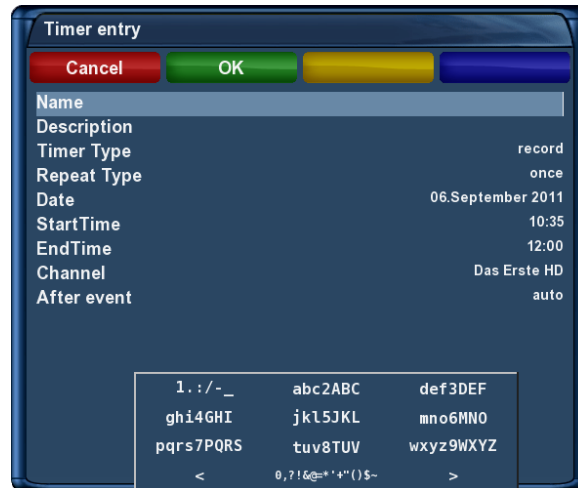 Timer entry
Cancel OK
Name
Description
Timer Type record
Repeat Type once
Date 06.September 2011
StartTime 10:35
EndTime 12:00
Channel Das Erste HD
After event auto
1.:/-_ abc2ABC def3DEF
ghi4GHI jkl5JKL mno6MNO
pqrs7PQRS tuv8TUV wxyz9WXYZ
< 0,?!&@=*'+"()$~ >